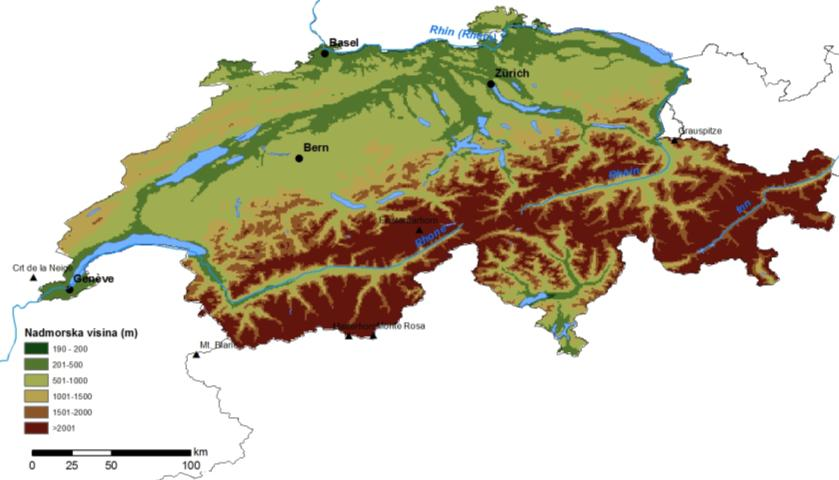 Rhin (Rhein)
Basel
Zürich
Grauspitze
Bern
Rhein
Inn
Rhone
Crt de la Neige
Genève
Monte Rosa
Mt. Blanc
Nadmorska visina (m)
190 - 200
201-500
501-1000
1001-1500
1501-2000
>2001
km
0 25 50 100